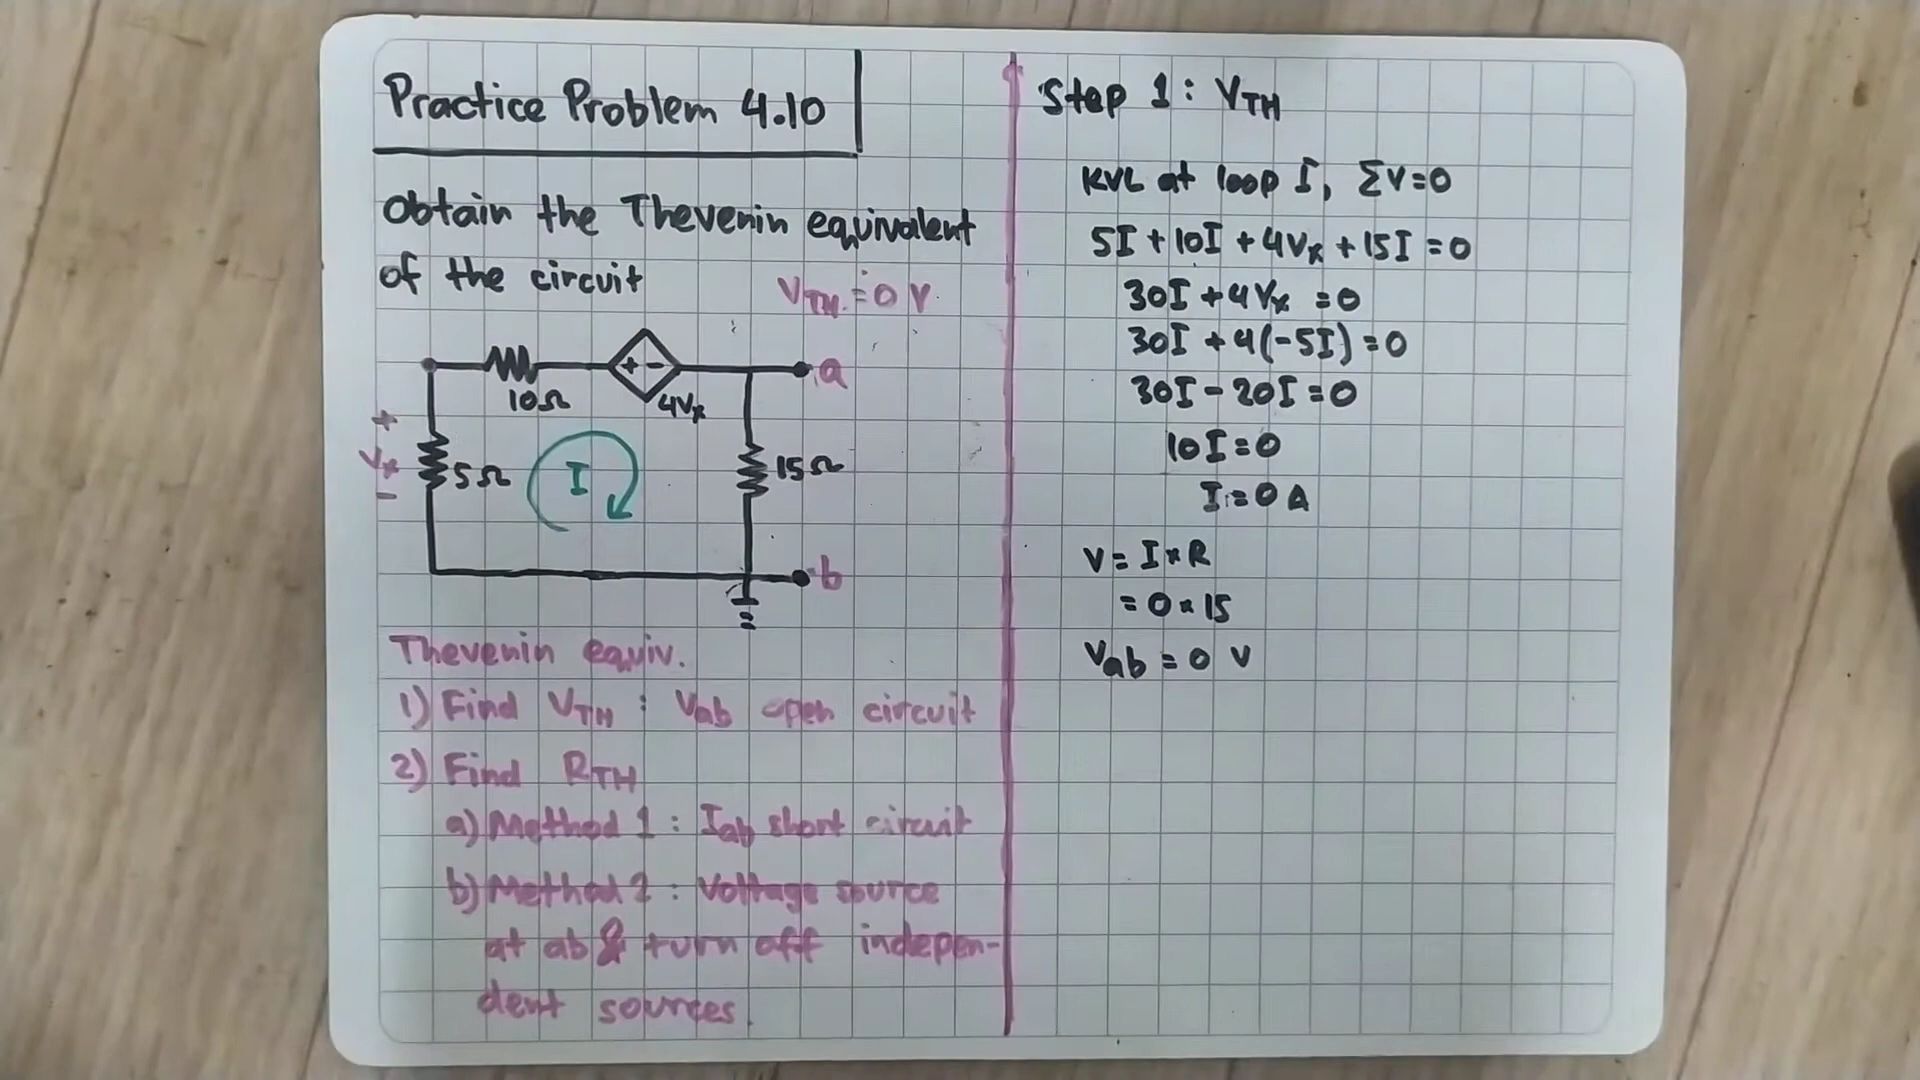 Practice Problem 4.10
Obtain the Thevenin equivalent
of the circuit
VTH = 0 V
10Ω
+ -
4Vx
a
+
Vx
-
5Ω
I
15Ω
b
Thevenin equiv.
1) Find VTH : Vab open circuit
2) Find RTH
a) Method 1 : Iab short circuit
b) Method 2 : Voltage source
at ab & turn off indepen-
dent sources.
Step 1 : VTH
KVL at loop I, ΣV=0
5I + 10I + 4Vx + 15I = 0
30I + 4Vx = 0
30I + 4(-5I) = 0
30I - 20I = 0
10I = 0
I = 0 A
V = I × R
= 0 × 15
Vab = 0 V